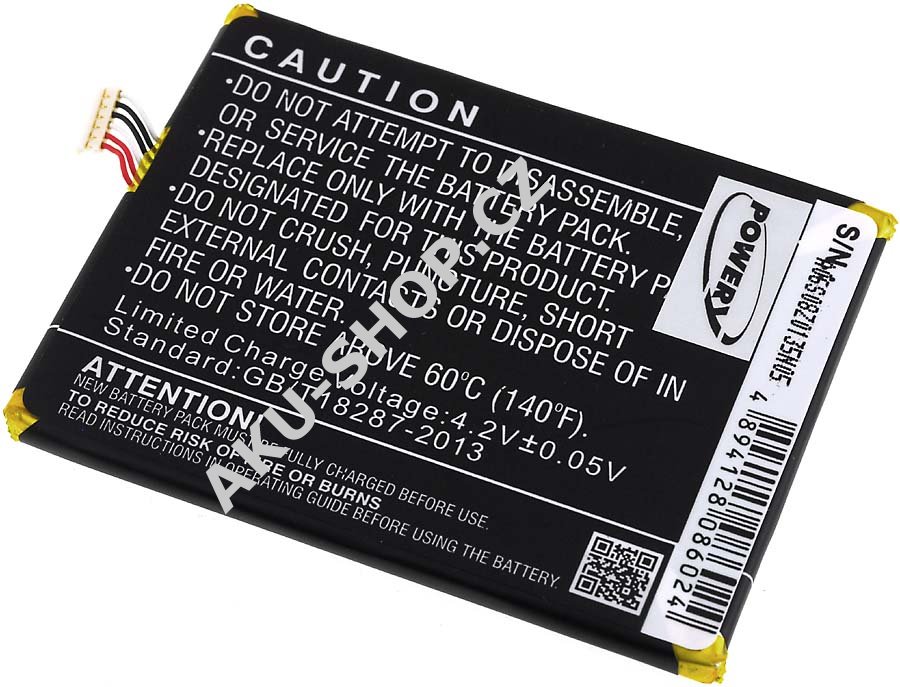 CAUTION
•DO NOT ATTEMPT TO DISASSEMBLE,
OR SERVICE THE BATTERY PACK.
•REPLACE ONLY WITH THE BATTERY PACK
DESIGNATED FOR THIS PRODUCT.
•DO NOT CRUSH, PUNCTURE, SHORT
EXTERNAL CONTACTS, OR DISPOSE OF IN
FIRE OR WATER.
•DO NOT STORE ABOVE 60°C (140°F).
Limited Charge Voltage:4.2V±0.05V
Standard:GB/T 18287-2013
ATTENTION!
NEW BATTERY PACK MUST BE FULLY CHARGED BEFORE USE
TO REDUCE RISK OF FIRE OR BURNS
READ OPERATING INSTRUCTIONS CAREFULLY BEFORE USING THE BATTERY.
POWERY
S/N:
4 894128 086024
AKU-SHOP.CZ